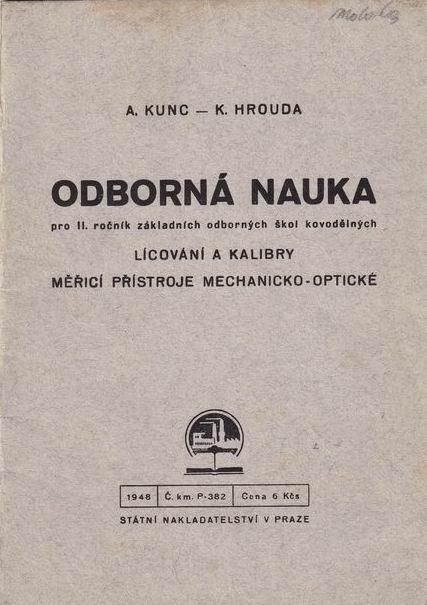 A. KUNC — K. HROUDA
ODBORNÁ NAUKA
pro II. ročník základních odborných škol kovodělných
LÍCOVÁNÍ A KALIBRY
MĚŘICÍ PŘÍSTROJE MECHANICKO-OPTICKÉ
1948 Č. km. P-382 Cena 6 Kčs
STÁTNÍ NAKLADATELSTVÍ V PRAZE